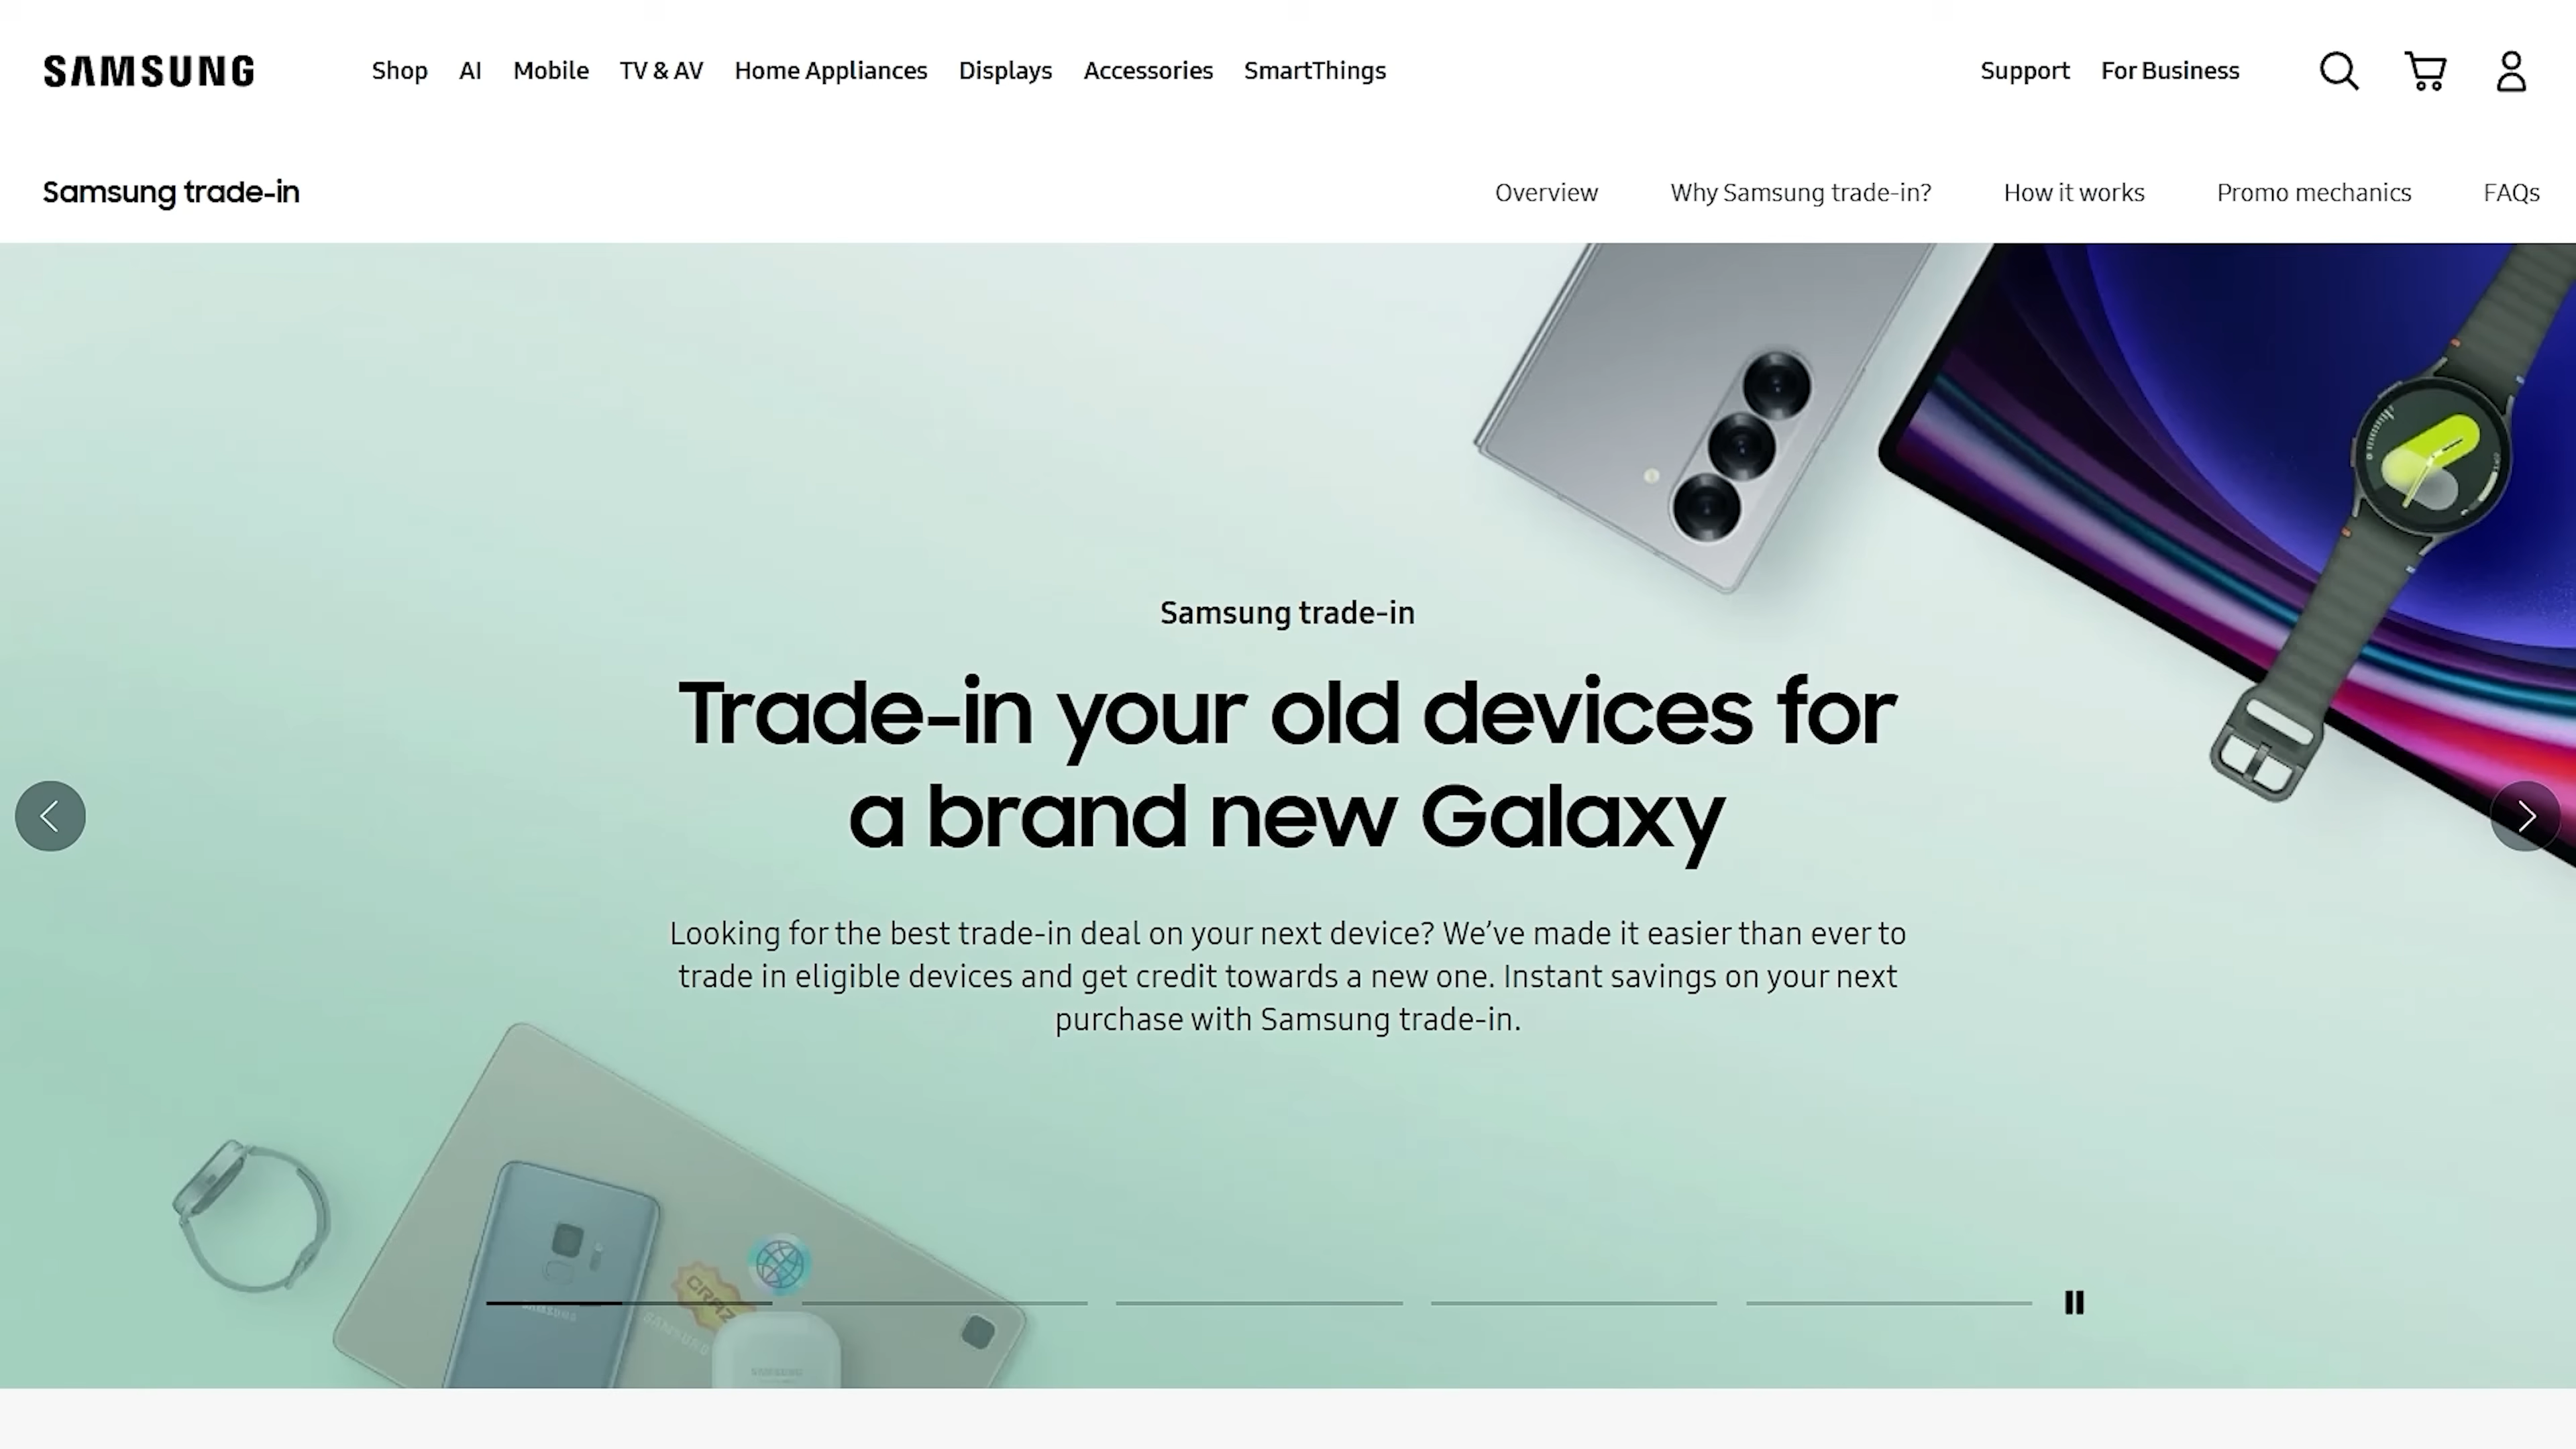 SAMSUNG
Shop AI Mobile TV & AV Home Appliances Displays Accessories SmartThings
Support For Business
Samsung trade-in
Overview Why Samsung trade-in? How it works Promo mechanics FAQs
Samsung trade-in
Trade-in your old devices for
a brand new Galaxy
Looking for the best trade-in deal on your next device? We’ve made it easier than ever to
trade in eligible devices and get credit towards a new one. Instant savings on your next
purchase with Samsung trade-in.
SAMSUNG
SAMSUNG
SAMSUNG